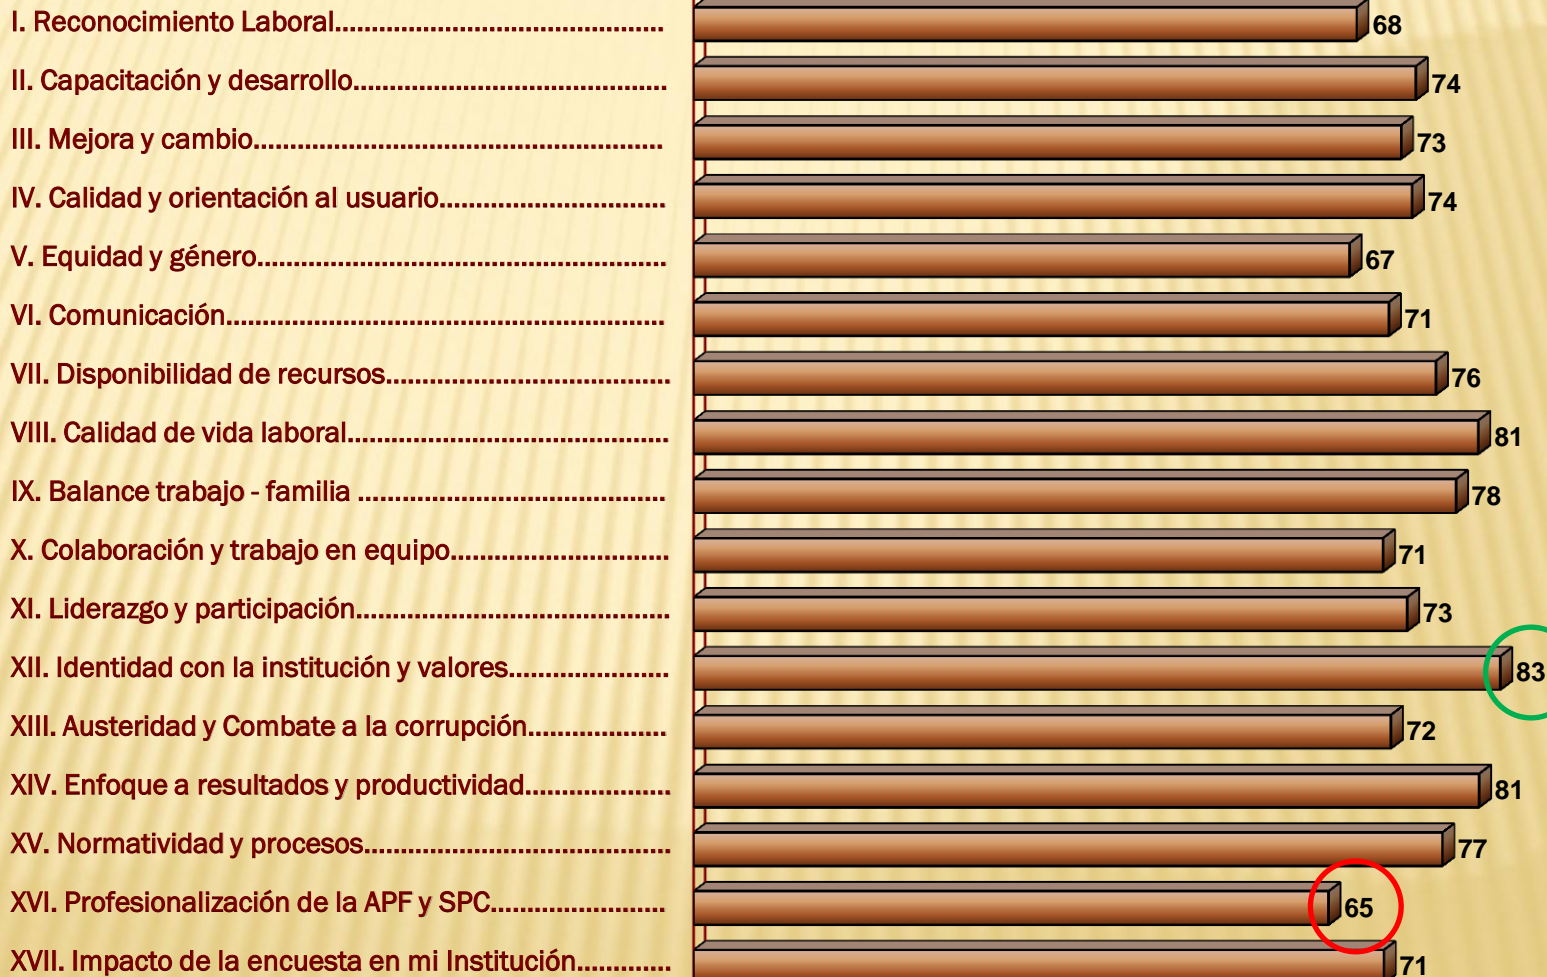 I. Reconocimiento Laboral............................................. 68
II. Capacitación y desarrollo........................................... 74
III. Mejora y cambio........................................................ 73
IV. Calidad y orientación al usuario............................... 74
V. Equidad y género........................................................ 67
VI. Comunicación............................................................ 71
VII. Disponibilidad de recursos....................................... 76
VIII. Calidad de vida laboral............................................ 81
IX. Balance trabajo - familia .......................................... 78
X. Colaboración y trabajo en equipo.............................. 71
XI. Liderazgo y participación........................................... 73
XII. Identidad con la institución y valores...................... 83
XIII. Austeridad y Combate a la corrupción................... 72
XIV. Enfoque a resultados y productividad.................... 81
XV. Normatividad y procesos.......................................... 77
XVI. Profesionalización de la APF y SPC........................ 65
XVII. Impacto de la encuesta en mi Institución............. 71